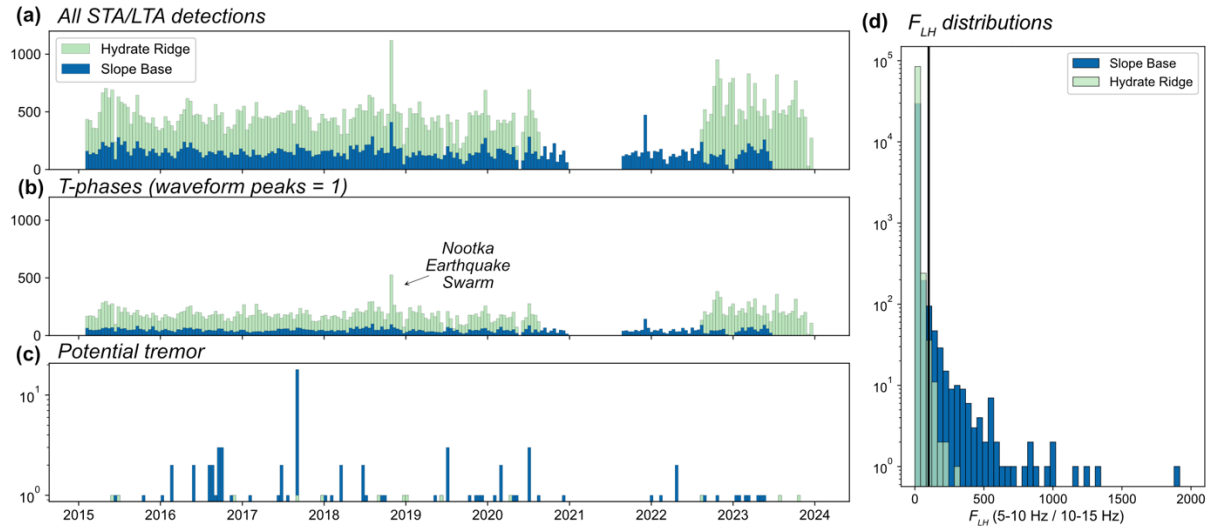 (a) All STA/LTA detections
1000
500
0
Hydrate Ridge
Slope Base
(b) T-phases (waveform peaks = 1)
1000
500
0
Nootka
Earthquake
Swarm
(c) Potential tremor
10¹
10⁰
2015 2016 2017 2018 2019 2020 2021 2022 2023 2024
(d) F_LH distributions
Slope Base
Hydrate Ridge
10⁵
10⁴
10³
10²
10¹
10⁰
0 500 1000 1500 2000
F_LH (5-10 Hz / 10-15 Hz)